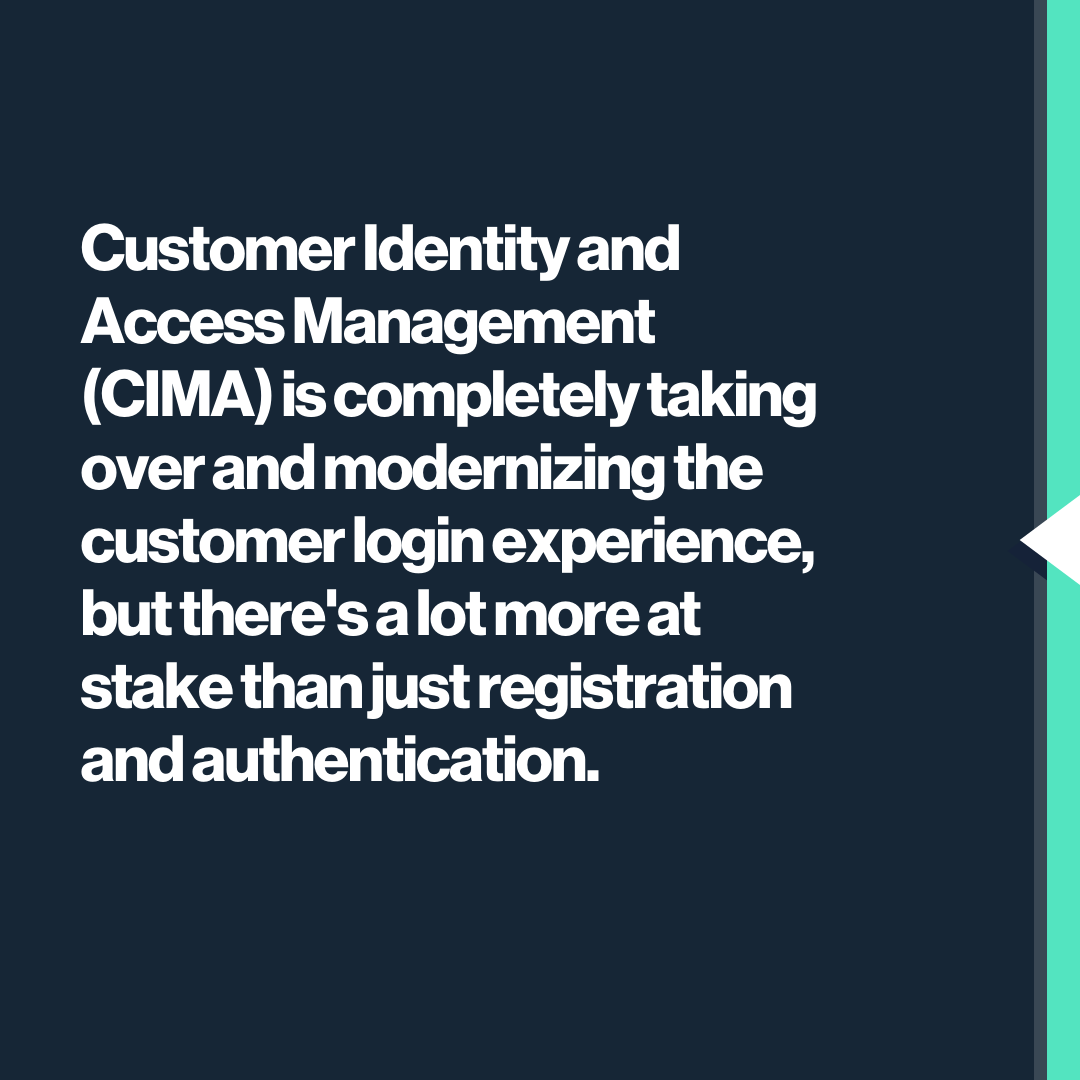 Customer Identity and
Access Management
(CIMA) is completely taking
over and modernizing the
customer login experience,
but there's a lot more at
stake than just registration
and authentication.